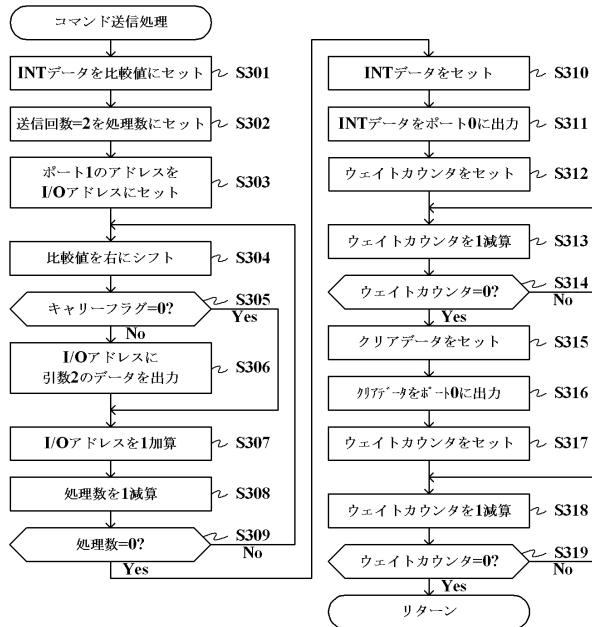 コマンド送信処理
INTデータを比較値にセット S301
送信回数=2を処理数にセット S302
ポート1のアドレスを
I/Oアドレスにセット S303
比較値を右にシフト S304
キャリーフラグ=0? S305
Yes
No
I/Oアドレスに
引数2のデータを出力 S306
I/Oアドレスを1加算 S307
処理数を1減算 S308
処理数=0? S309
No
Yes
INTデータをセット S310
INTデータをポート0に出力 S311
ウェイトカウンタをセット S312
ウェイトカウンタを1減算 S313
ウェイトカウンタ=0? S314
No
Yes
クリアデータをセット S315
クリアデータをポート0に出力 S316
ウェイトカウンタをセット S317
ウェイトカウンタを1減算 S318
ウェイトカウンタ=0? S319
No
Yes
リターン